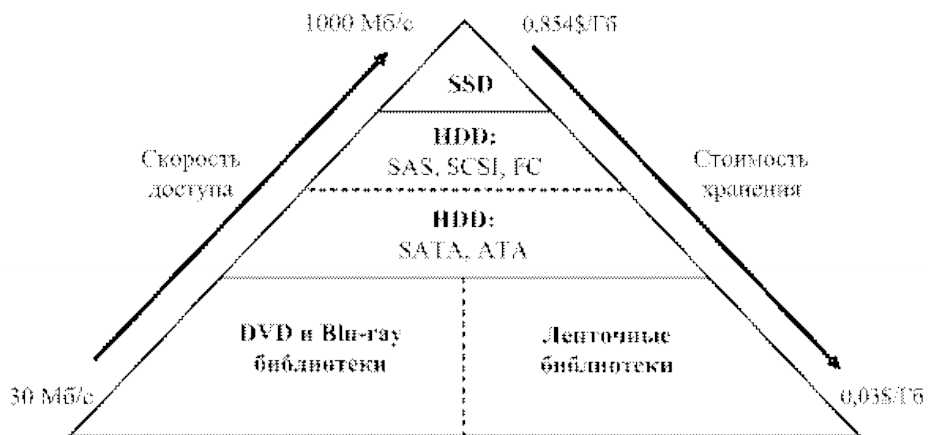 1000 Мб/с
0,854$/Гб
SSD
HDD:
SAS, SCSI, FC
Скорость
доступа
Стоимость
хранения
HDD:
SATA, ATA
DVD и Blu-ray
библиотеки
Ленточные
библиотеки
30 Мб/с
0,03$/Гб